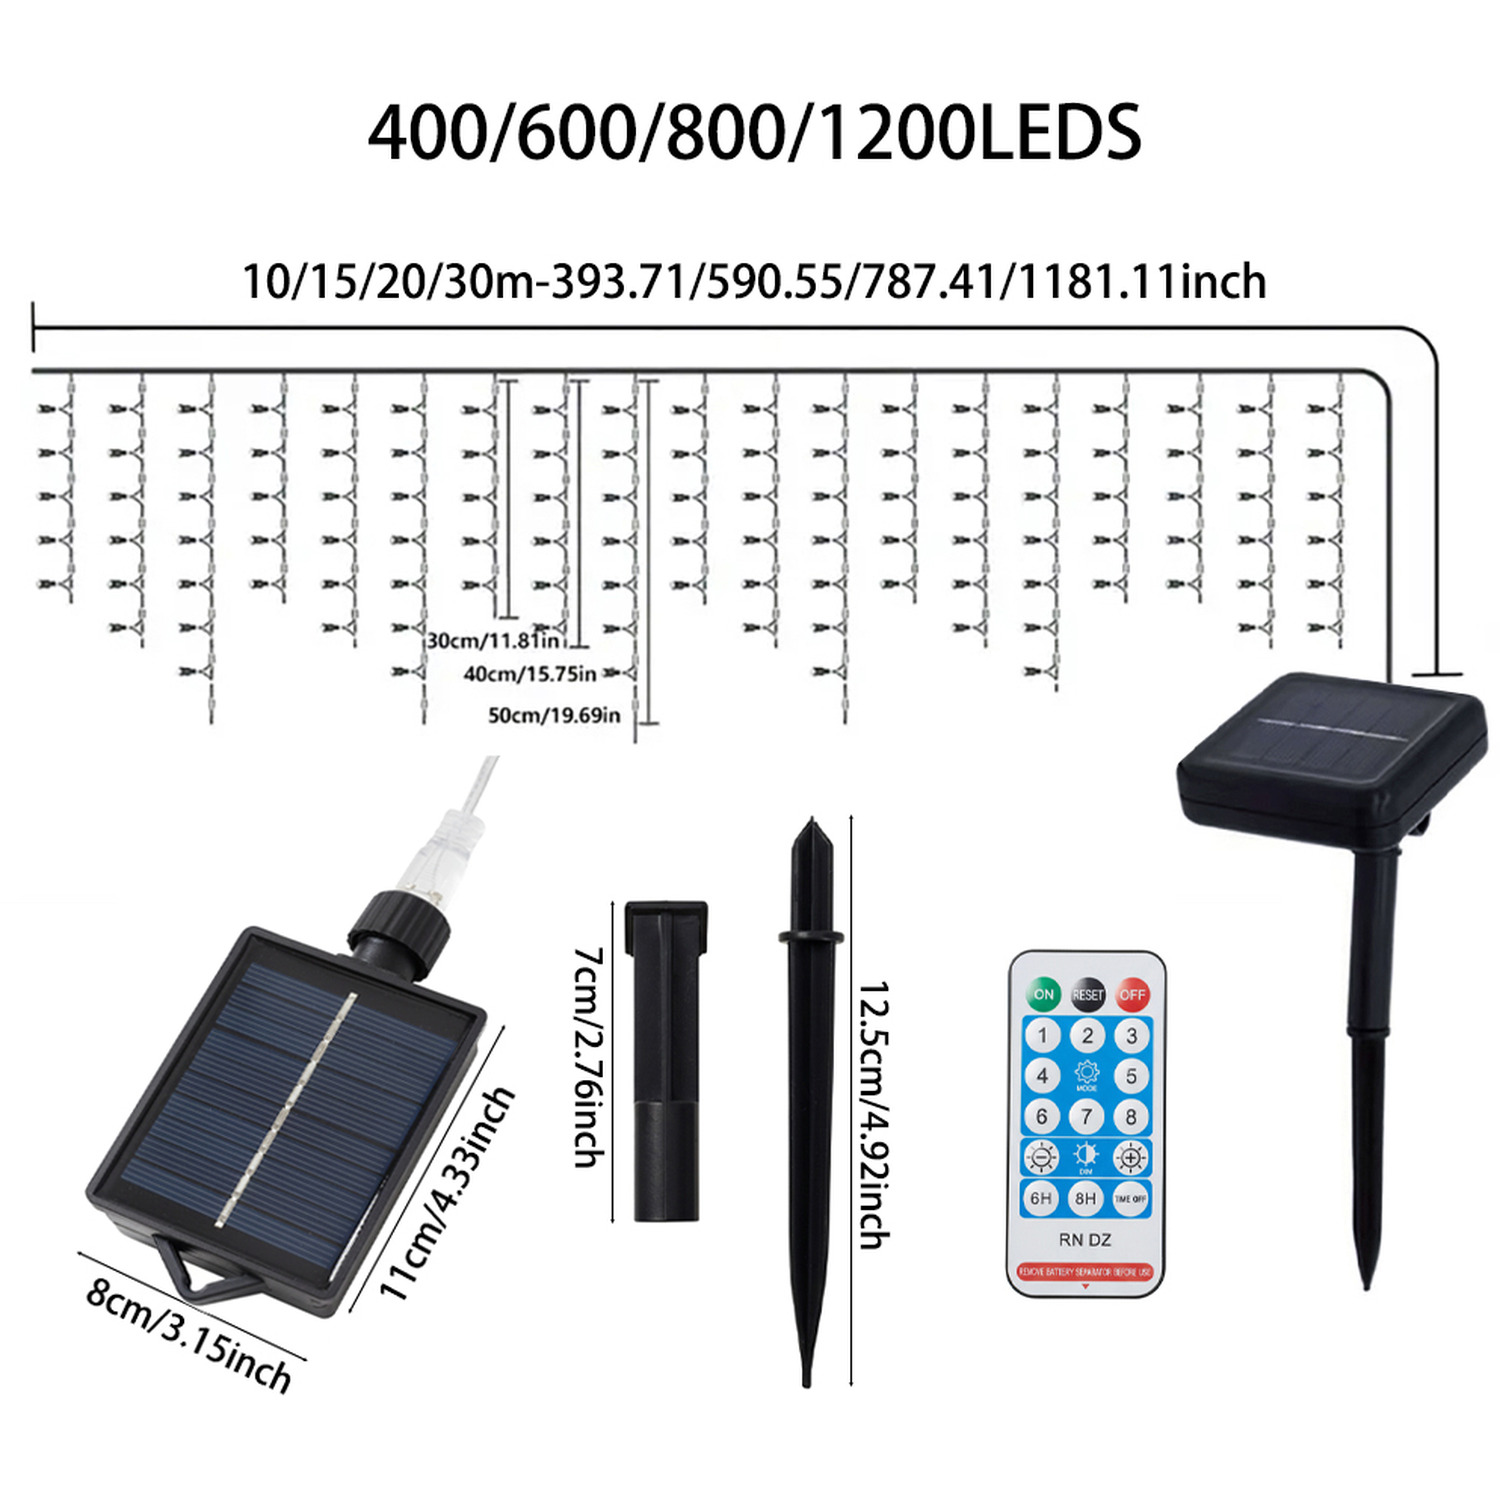 400/600/800/1200LEDS
10/15/20/30m-393.71/590.55/787.41/1181.11inch
30cm/11.81in
40cm/15.75in
50cm/19.69in
8cm/3.15inch
11cm/4.33inch
7cm/2.76inch
12.5cm/4.92inch
ON RESET OFF
1 2 3
4 MODE 5
6 7 8
DIM
6H 8H TIME OFF
RN DZ
REMOVE BATTERY SEPARATOR BEFORE USE